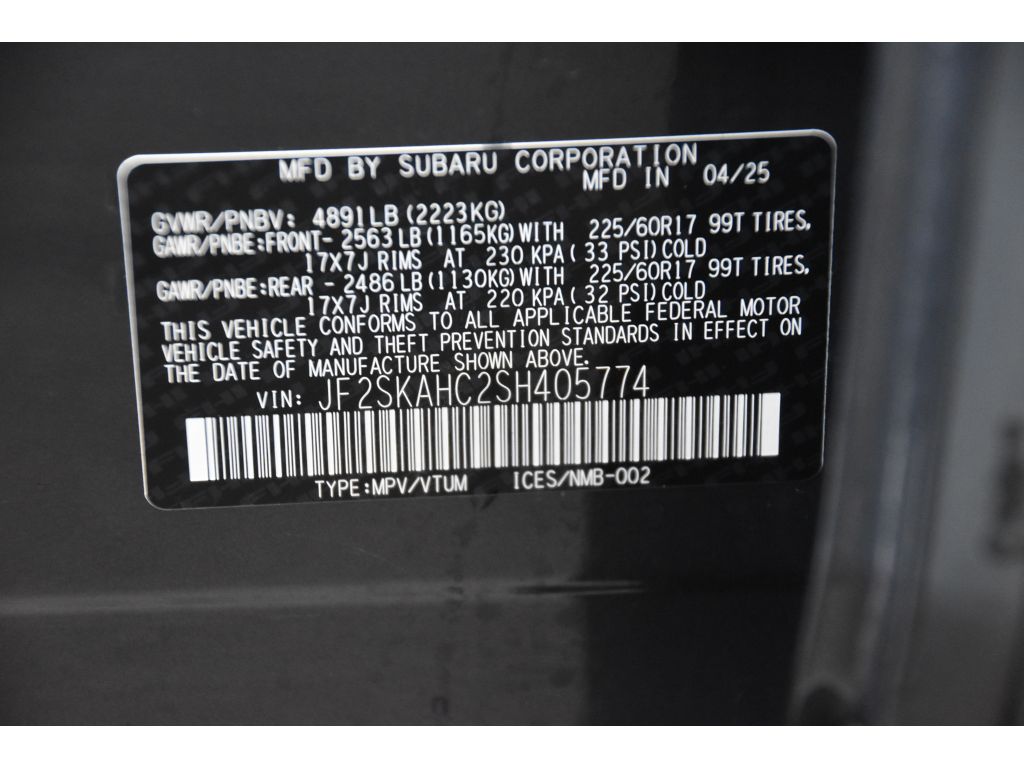 MFD BY SUBARU CORPORATION
MFD IN 04/25
GVWR/PNBV: 4891LB (2223KG)
GAWR/PNBE:FRONT- 2563LB (1165KG) WITH 225/60R17 99T TIRES,
17X7J RIMS AT 230 KPA ( 33 PSI) COLD
GAWR/PNBE:REAR - 2486LB (1130KG) WITH 225/60R17 99T TIRES,
17X7J RIMS AT 220 KPA ( 32 PSI) COLD
THIS VEHICLE CONFORMS TO ALL APPLICABLE FEDERAL MOTOR
VEHICLE SAFETY AND THEFT PREVENTION STANDARDS IN EFFECT ON
THE DATE OF MANUFACTURE SHOWN ABOVE.
VIN: JF2SKAHC2SH405774
TYPE:MPV/VTUM ICES/NMB-002